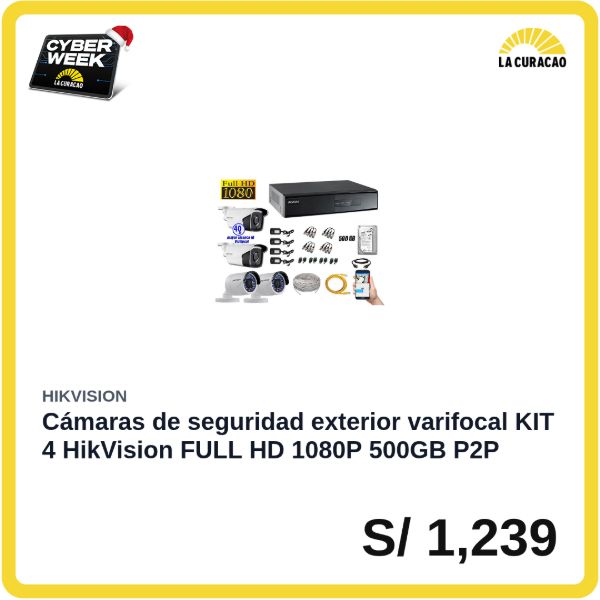 CYBER
WEEK
LA CURACAO
LA CURACAO
Full HD
1080
40
500 GB
HIKVISION
Cámaras de seguridad exterior varifocal KIT
4 HikVision FULL HD 1080P 500GB P2P
S/ 1,239